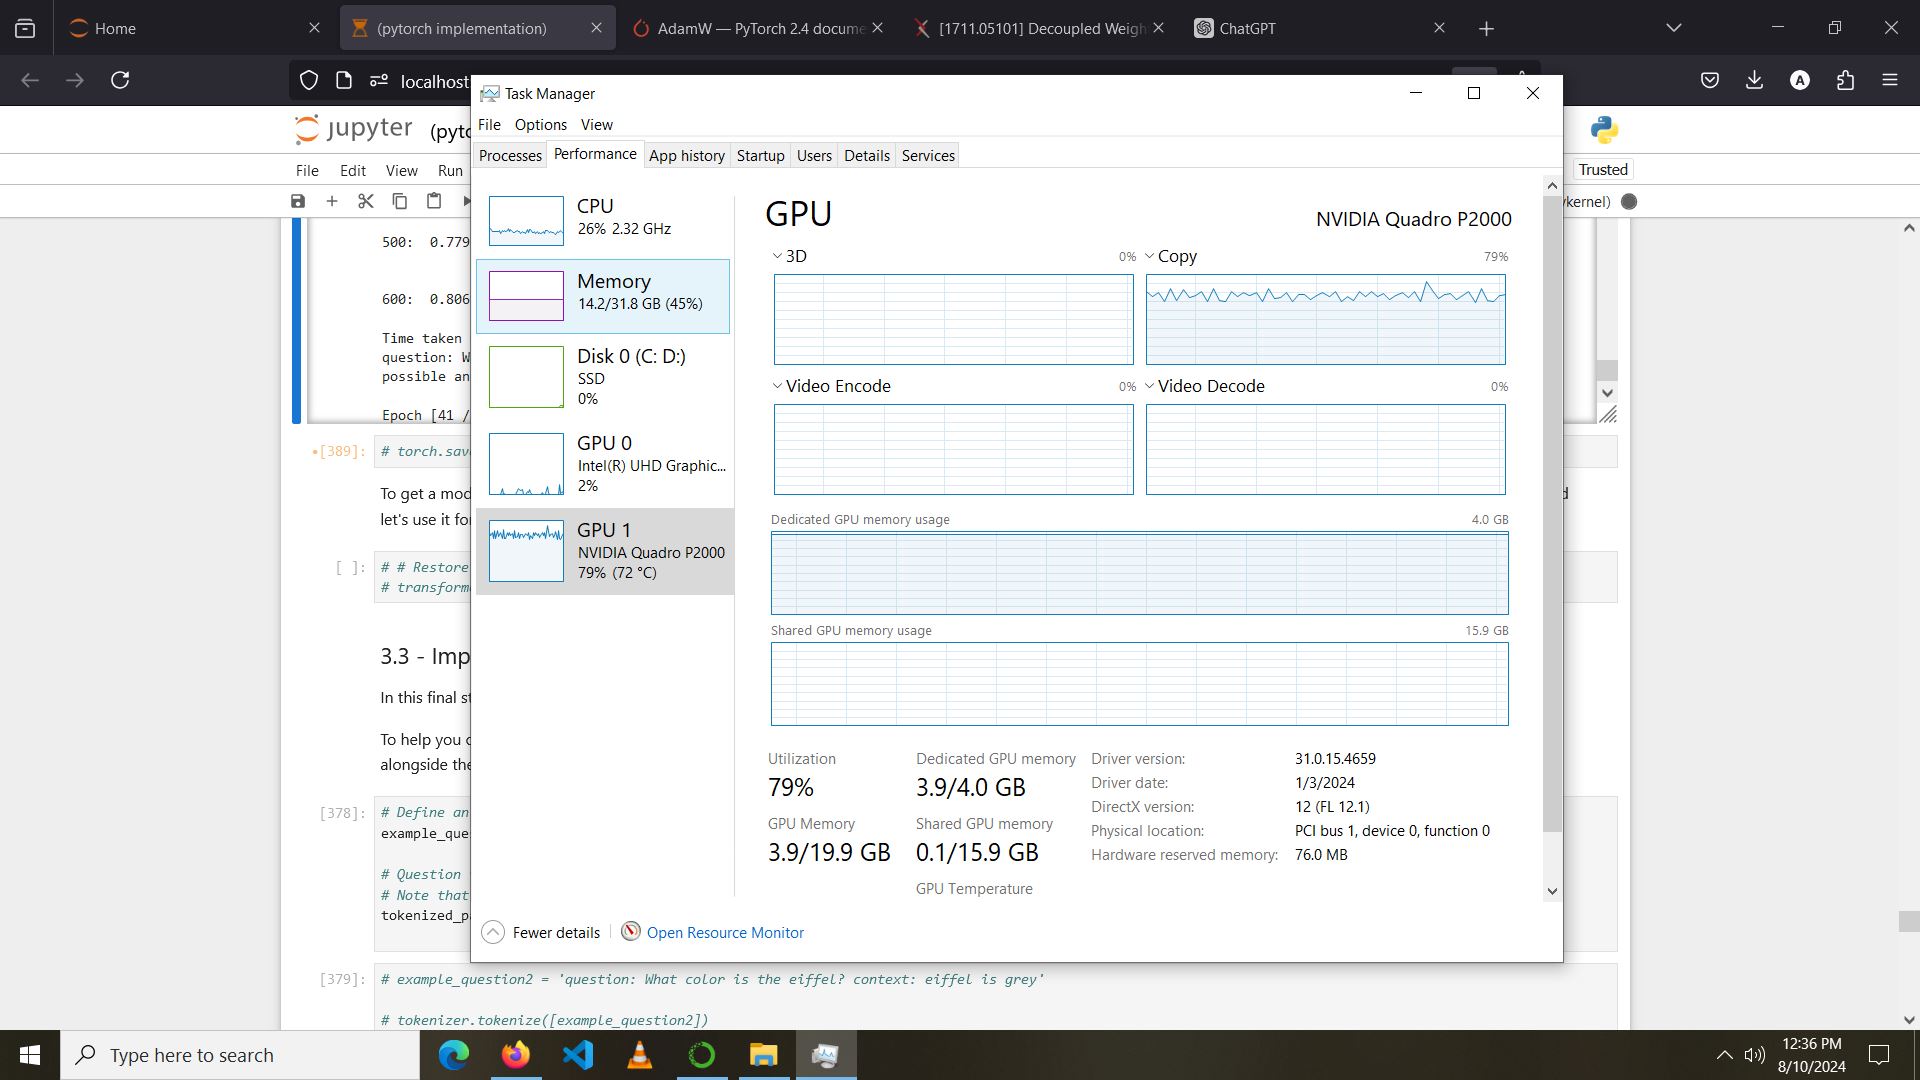 Home
(pytorch implementation)
AdamW — PyTorch 2.4 docume
[1711.05101] Decoupled Weigh
ChatGPT
localhost
Task Manager
File Options View
Processes Performance App history Startup Users Details Services
jupyter (pyto
Trusted
File Edit View Run
ykernel)
CPU
26% 2.32 GHz
Memory
14.2/31.8 GB (45%)
Disk 0 (C: D:)
SSD
0%
GPU 0
Intel(R) UHD Graphic...
2%
GPU 1
NVIDIA Quadro P2000
79% (72 °C)
GPU
NVIDIA Quadro P2000
3D 0%
Copy 79%
Video Encode 0%
Video Decode 0%
Dedicated GPU memory usage 4.0 GB
Shared GPU memory usage 15.9 GB
Utilization
79%
Dedicated GPU memory
3.9/4.0 GB
GPU Memory
3.9/19.9 GB
Shared GPU memory
0.1/15.9 GB
GPU Temperature
Driver version: 31.0.15.4659
Driver date: 1/3/2024
DirectX version: 12 (FL 12.1)
Physical location: PCI bus 1, device 0, function 0
Hardware reserved memory: 76.0 MB
Fewer details
Open Resource Monitor
500: 0.779
600: 0.806
Time taken
question: W
possible an
Epoch [41 /
[389]: # torch.sav
To get a mod
let's use it fo
[ ]: # # Restore
# transform
3.3 - Imp
In this final st
To help you c
alongside the
[378]: # Define an
example_que
# Question
# Note that
tokenized_p
[379]: # example_question2 = 'question: What color is the eiffel? context: eiffel is grey'
# tokenizer.tokenize([example_question2])
Type here to search
12:36 PM
8/10/2024